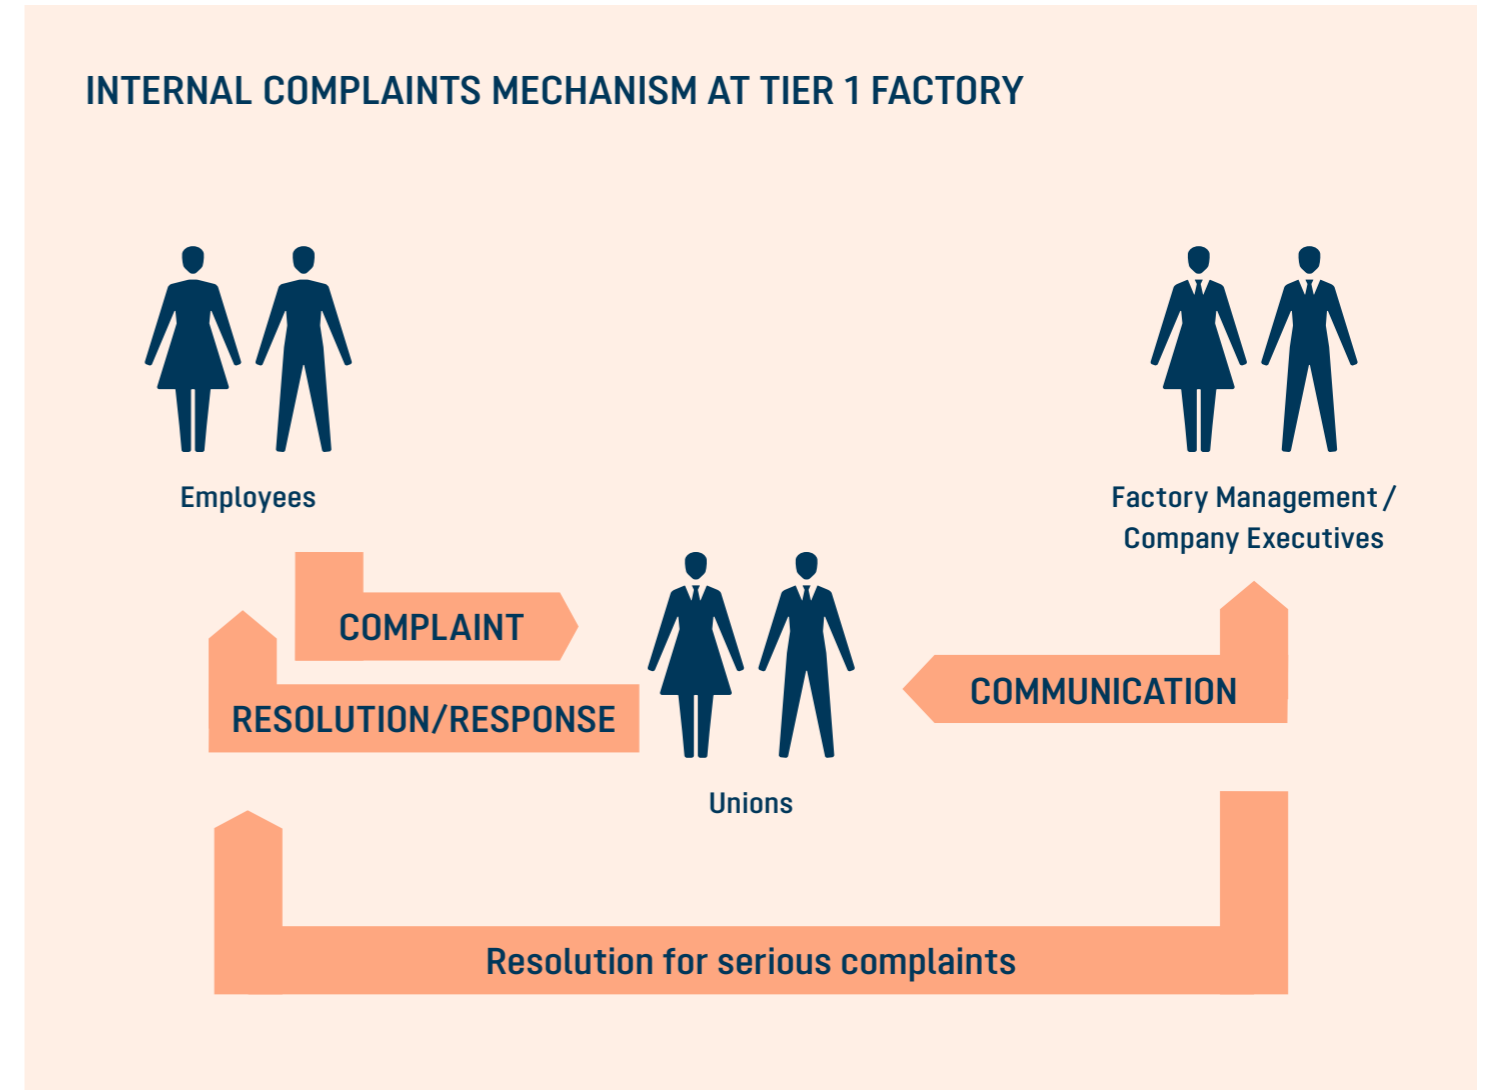 INTERNAL COMPLAINTS MECHANISM AT TIER 1 FACTORY
Employees
Factory Management /
Company Executives
COMPLAINT
RESOLUTION/RESPONSE
COMMUNICATION
Unions
Resolution for serious complaints